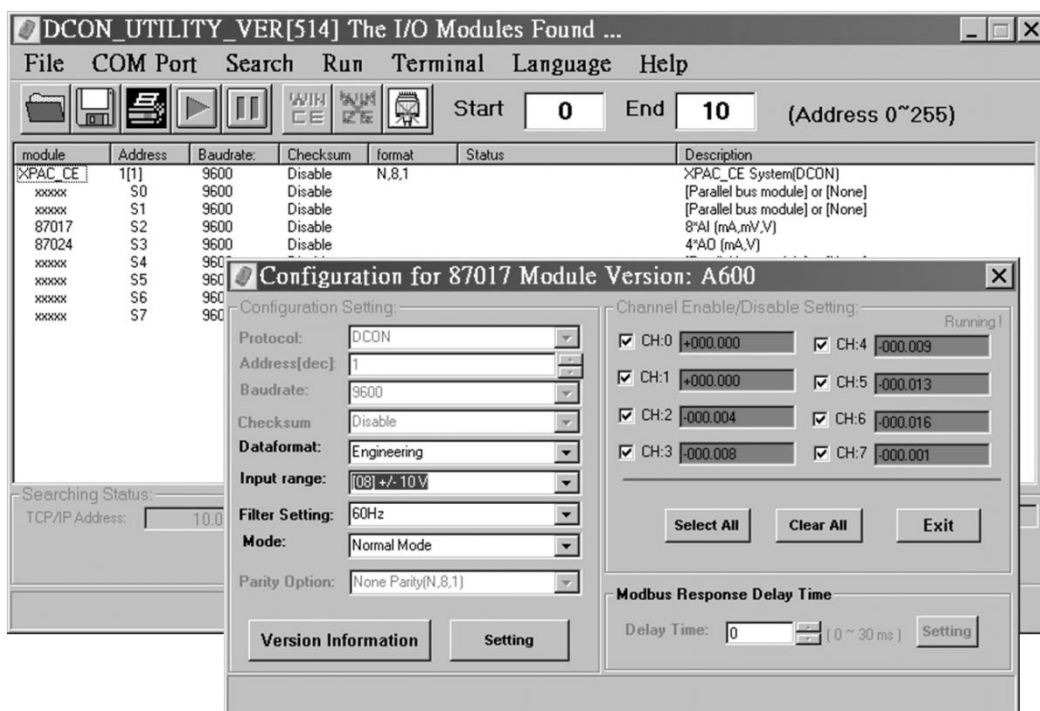 DCON_UTILITY_VER[514] The I/O Modules Found ...
File COM Port Search Run Terminal Language Help
Start 0 End 10 (Address 0~255)
module Address Baudrate: Checksum format Status Description
XPAC_CE 1[1] 9600 Disable N,8,1 XPAC_CE System(DCON)
xxxxx S0 9600 Disable [Parallel bus module] or [None]
xxxxx S1 9600 Disable [Parallel bus module] or [None]
87017 S2 9600 Disable 8*AI (mA,mV,V)
87024 S3 9600 Disable 4*AO (mA,V)
xxxxx S4
xxxxx S5
xxxxx S6
xxxxx S7
Searching Status:
TCP/IP Address: 10.0
Configuration for 87017 Module Version: A600
Configuration Setting:
Protocol: DCON
Address[dec]: 1
Baudrate: 9600
Checksum Disable
Dataformat: Engineering
Input range: [08] +/- 10 V
Filter Setting: 60Hz
Mode: Normal Mode
Parity Option: None Parity(N,8,1)
Version Information Setting
Channel Enable/Disable Setting:
Running !
CH:0 +000.000 CH:4 -000.009
CH:1 +000.000 CH:5 -000.013
CH:2 -000.004 CH:6 -000.016
CH:3 -000.008 CH:7 -000.001
Select All Clear All Exit
Modbus Response Delay Time
Delay Time: 0 ( 0 ~ 30 ms ) Setting